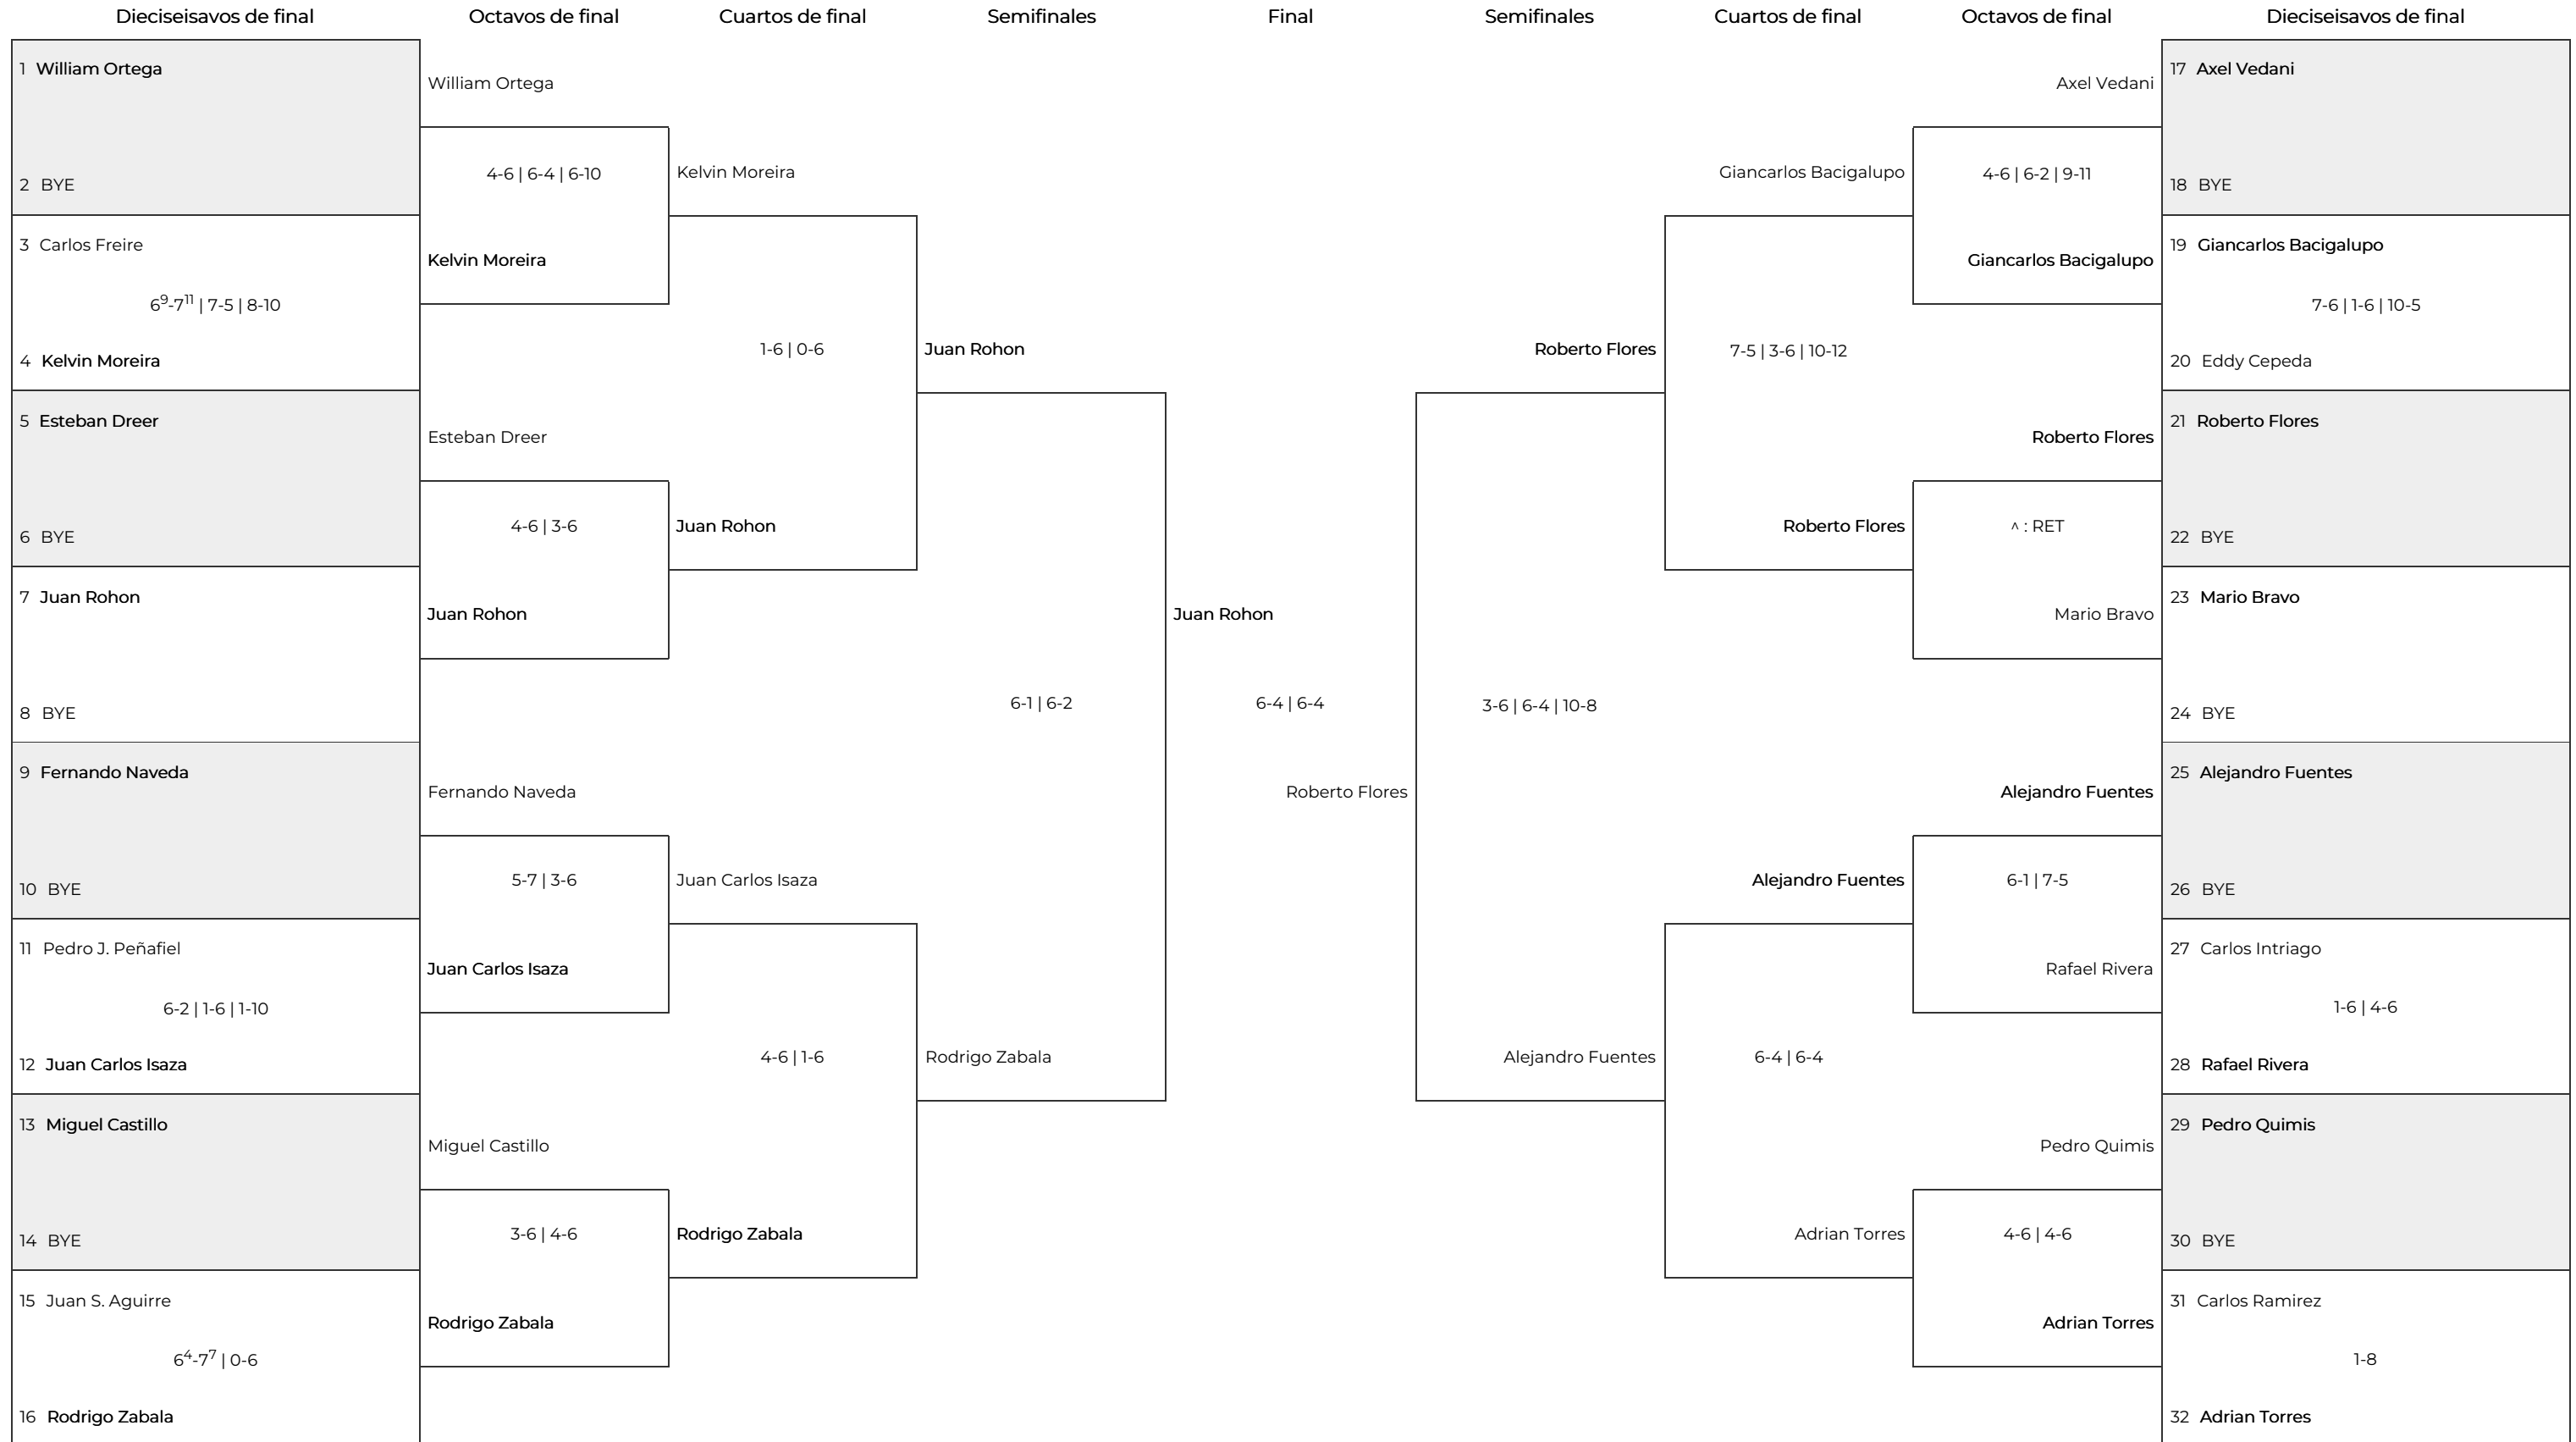 Dieciseisavos de final
Octavos de final
Cuartos de final
Semifinales
Final
Semifinales
Cuartos de final
Octavos de final
Dieciseisavos de final
1 William Ortega
2 BYE
3 Carlos Freire
6⁹-7¹¹ | 7-5 | 8-10
4 Kelvin Moreira
5 Esteban Dreer
6 BYE
7 Juan Rohon
8 BYE
9 Fernando Naveda
10 BYE
11 Pedro J. Peñafiel
6-2 | 1-6 | 1-10
12 Juan Carlos Isaza
13 Miguel Castillo
14 BYE
15 Juan S. Aguirre
6⁴-7⁷ | 0-6
16 Rodrigo Zabala
William Ortega
4-6 | 6-4 | 6-10
Kelvin Moreira
Esteban Dreer
4-6 | 3-6
Juan Rohon
Fernando Naveda
5-7 | 3-6
Juan Carlos Isaza
Miguel Castillo
3-6 | 4-6
Rodrigo Zabala
Kelvin Moreira
1-6 | 0-6
Juan Rohon
Juan Carlos Isaza
4-6 | 1-6
Rodrigo Zabala
Juan Rohon
6-1 | 6-2
Rodrigo Zabala
Juan Rohon
6-4 | 6-4
Roberto Flores
Roberto Flores
3-6 | 6-4 | 10-8
Alejandro Fuentes
Giancarlos Bacigalupo
7-5 | 3-6 | 10-12
Roberto Flores
Alejandro Fuentes
6-4 | 6-4
Adrian Torres
Axel Vedani
4-6 | 6-2 | 9-11
Giancarlos Bacigalupo
Roberto Flores
^ : RET
Mario Bravo
Alejandro Fuentes
6-1 | 7-5
Rafael Rivera
Pedro Quimis
4-6 | 4-6
Adrian Torres
17 Axel Vedani
18 BYE
19 Giancarlos Bacigalupo
7-6 | 1-6 | 10-5
20 Eddy Cepeda
21 Roberto Flores
22 BYE
23 Mario Bravo
24 BYE
25 Alejandro Fuentes
26 BYE
27 Carlos Intriago
1-6 | 4-6
28 Rafael Rivera
29 Pedro Quimis
30 BYE
31 Carlos Ramirez
1-8
32 Adrian Torres